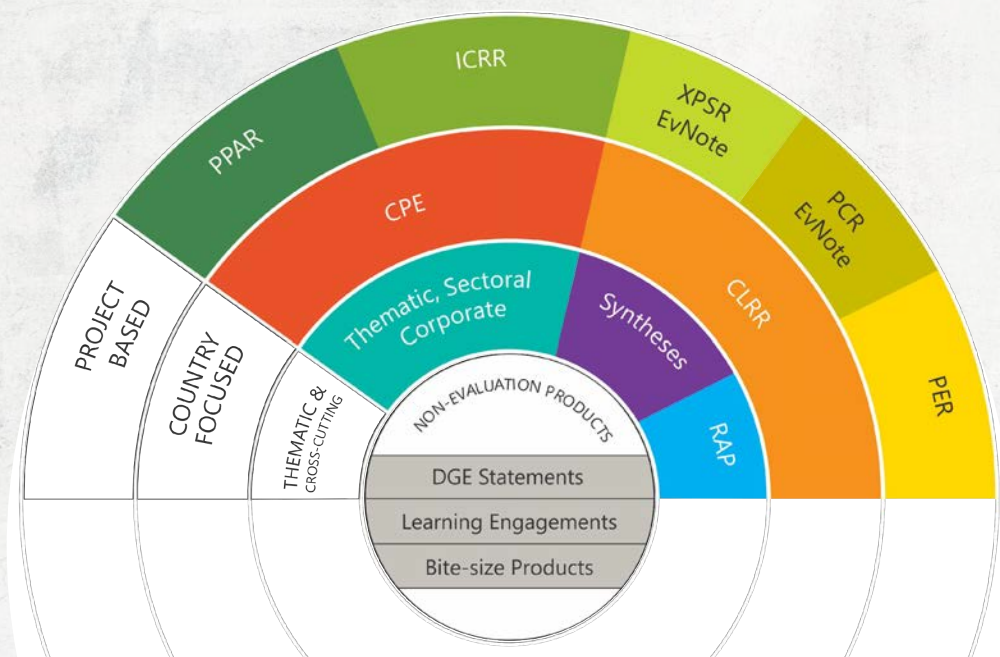 ICRR
XPSR
EvNote
PPAR
PCR
EvNote
CPE
PROJECT
BASED
Thematic, Sectoral
Corporate
Syntheses
CLRR
COUNTRY
FOCUSED
PER
THEMATIC &
CROSS-CUTTING
NON-EVALUATION PRODUCTS
RAP
DGE Statements
Learning Engagements
Bite-size Products